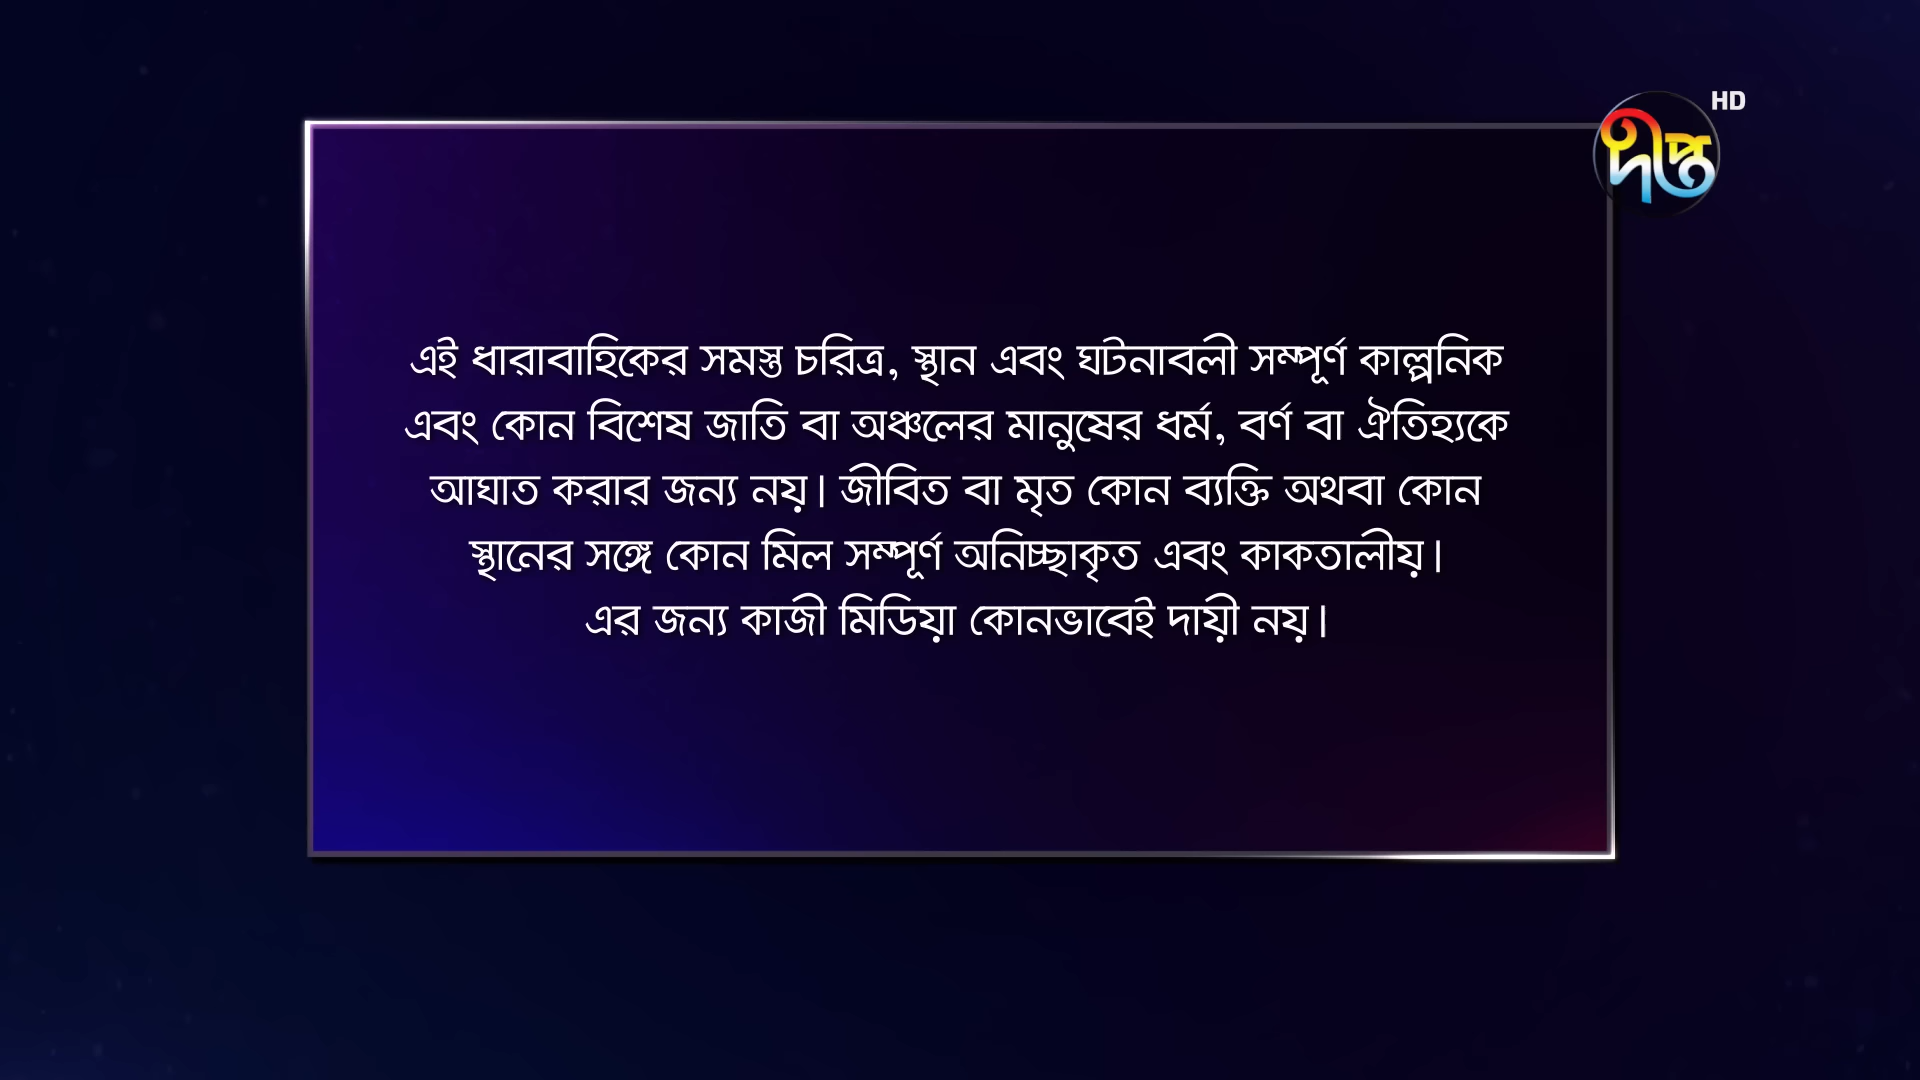 HD
দীপ্ত
এই ধারাবাহিকের সমস্ত চরিত্র, স্থান এবং ঘটনাবলী সম্পূর্ণ কাল্পনিক
এবং কোন বিশেষ জাতি বা অঞ্চলের মানুষের ধর্ম, বর্ণ বা ঐতিহ্যকে
আঘাত করার জন্য নয়। জীবিত বা মৃত কোন ব্যক্তি অথবা কোন
স্থানের সঙ্গে কোন মিল সম্পূর্ণ অনিচ্ছাকৃত এবং কাকতালীয়।
এর জন্য কাজী মিডিয়া কোনভাবেই দায়ী নয়।